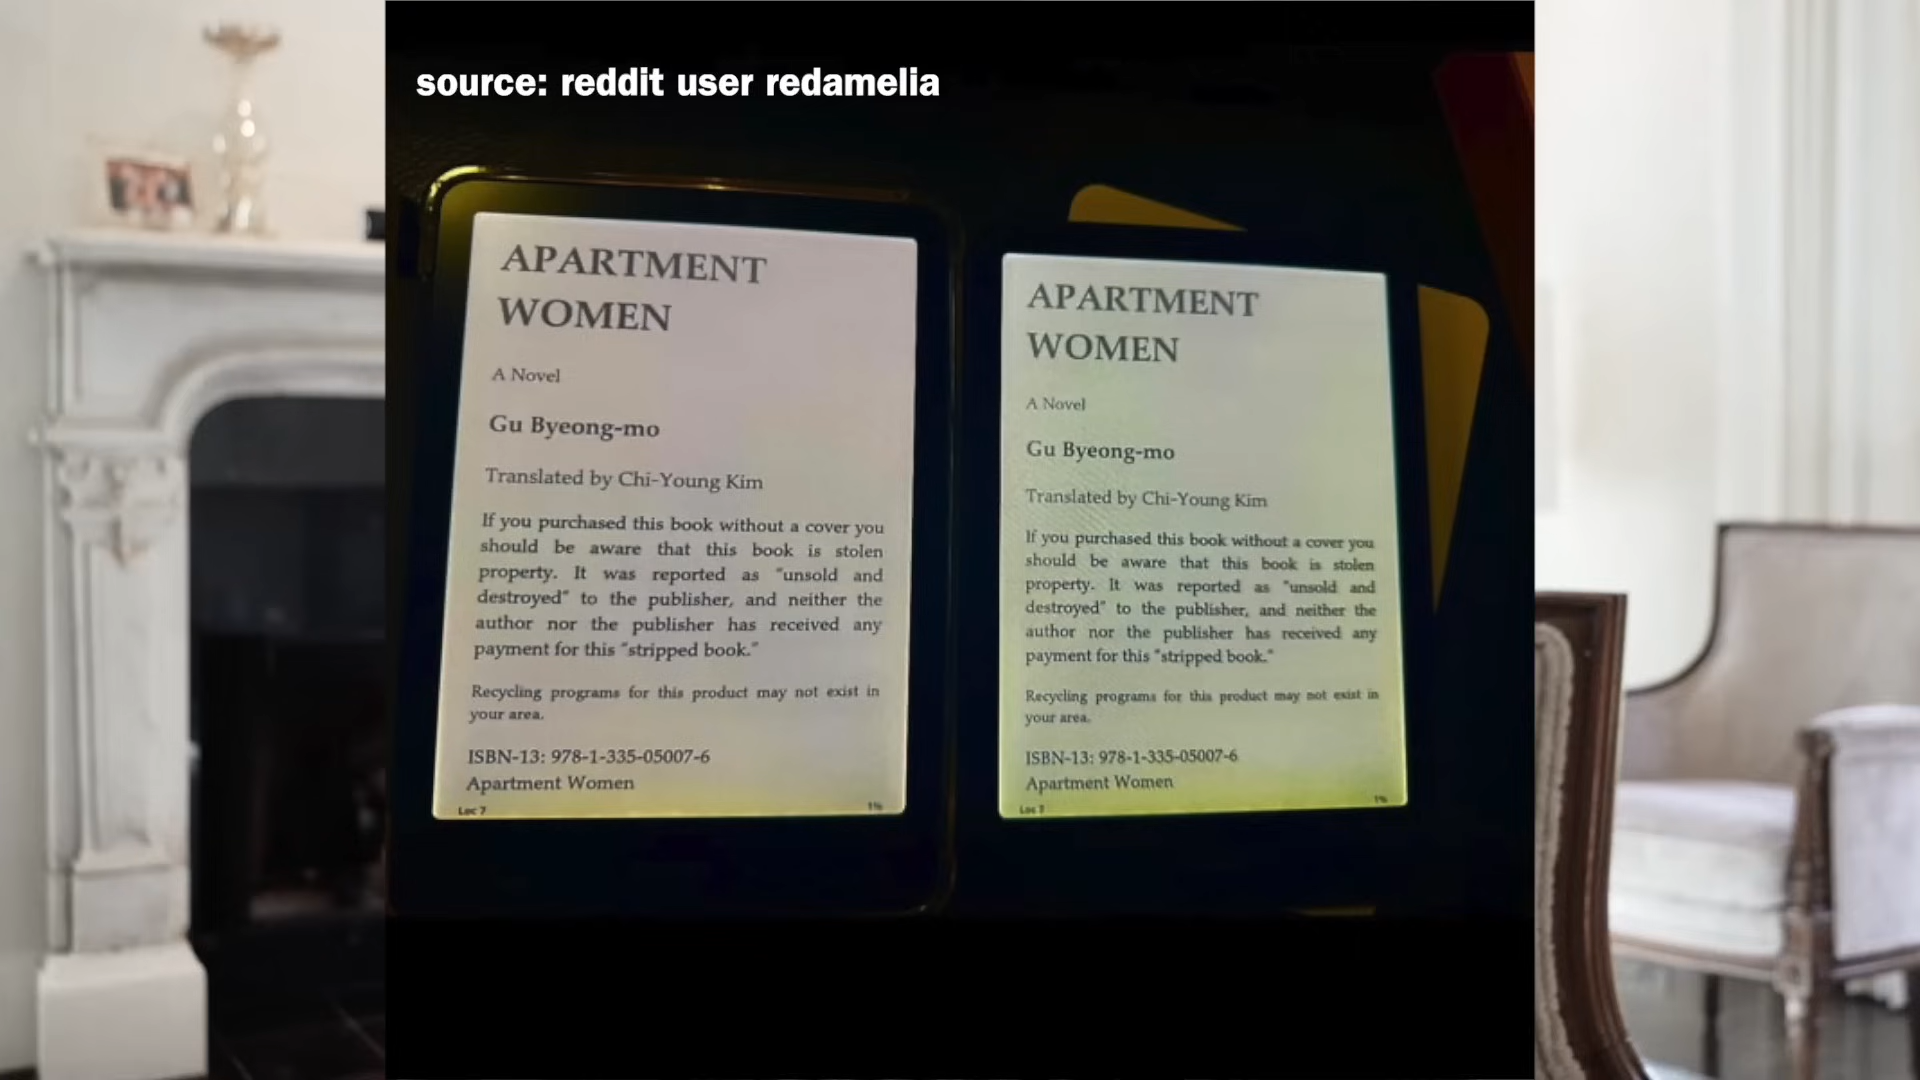 source: reddit user redamelia
APARTMENT
WOMEN
A Novel
Gu Byeong-mo
Translated by Chi-Young Kim
If you purchased this book without a cover you
should be aware that this book is stolen
property. It was reported as "unsold and
destroyed" to the publisher, and neither the
author nor the publisher has received any
payment for this "stripped book."
Recycling programs for this product may not exist in
your area.
ISBN-13: 978-1-335-05007-6
Apartment Women
Loc 7
1%
APARTMENT
WOMEN
A Novel
Gu Byeong-mo
Translated by Chi-Young Kim
If you purchased this book without a cover you
should be aware that this book is stolen
property. It was reported as "unsold and
destroyed" to the publisher, and neither the
author nor the publisher has received any
payment for this "stripped book."
Recycling programs for this product may not exist in
your area.
ISBN-13: 978-1-335-05007-6
Apartment Women
Loc 7
1%